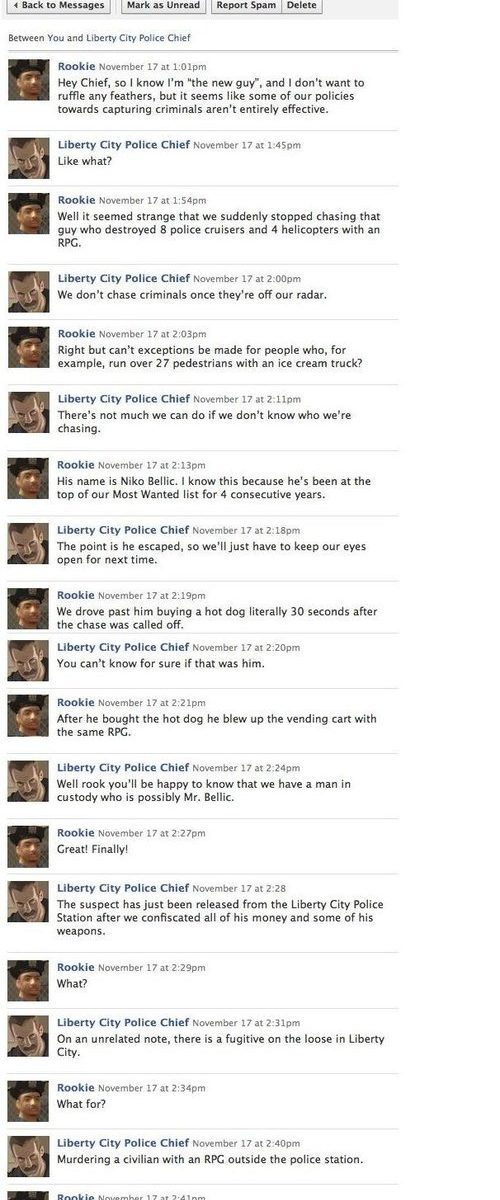 ◂ Back to Messages Mark as Unread Report Spam Delete
Between You and Liberty City Police Chief
Rookie November 17 at 1:01pm
Hey Chief, so I know I'm "the new guy", and I don't want to
ruffle any feathers, but it seems like some of our policies
towards capturing criminals aren't entirely effective.
Liberty City Police Chief November 17 at 1:45pm
Like what?
Rookie November 17 at 1:54pm
Well it seemed strange that we suddenly stopped chasing that
guy who destroyed 8 police cruisers and 4 helicopters with an
RPG.
Liberty City Police Chief November 17 at 2:00pm
We don't chase criminals once they're off our radar.
Rookie November 17 at 2:03pm
Right but can't exceptions be made for people who, for
example, run over 27 pedestrians with an ice cream truck?
Liberty City Police Chief November 17 at 2:11pm
There's not much we can do if we don't know who we're
chasing.
Rookie November 17 at 2:13pm
His name is Niko Bellic. I know this because he's been at the
top of our Most Wanted list for 4 consecutive years.
Liberty City Police Chief November 17 at 2:18pm
The point is he escaped, so we'll just have to keep our eyes
open for next time.
Rookie November 17 at 2:19pm
We drove past him buying a hot dog literally 30 seconds after
the chase was called off.
Liberty City Police Chief November 17 at 2:20pm
You can't know for sure if that was him.
Rookie November 17 at 2:21pm
After he bought the hot dog he blew up the vending cart with
the same RPG.
Liberty City Police Chief November 17 at 2:24pm
Well rook you'll be happy to know that we have a man in
custody who is possibly Mr. Bellic.
Rookie November 17 at 2:27pm
Great! Finally!
Liberty City Police Chief November 17 at 2:28
The suspect has just been released from the Liberty City Police
Station after we confiscated all of his money and some of his
weapons.
Rookie November 17 at 2:29pm
What?
Liberty City Police Chief November 17 at 2:31pm
On an unrelated note, there is a fugitive on the loose in Liberty
City.
Rookie November 17 at 2:34pm
What for?
Liberty City Police Chief November 17 at 2:40pm
Murdering a civilian with an RPG outside the police station.
Rookie November 17 at 2:41pm